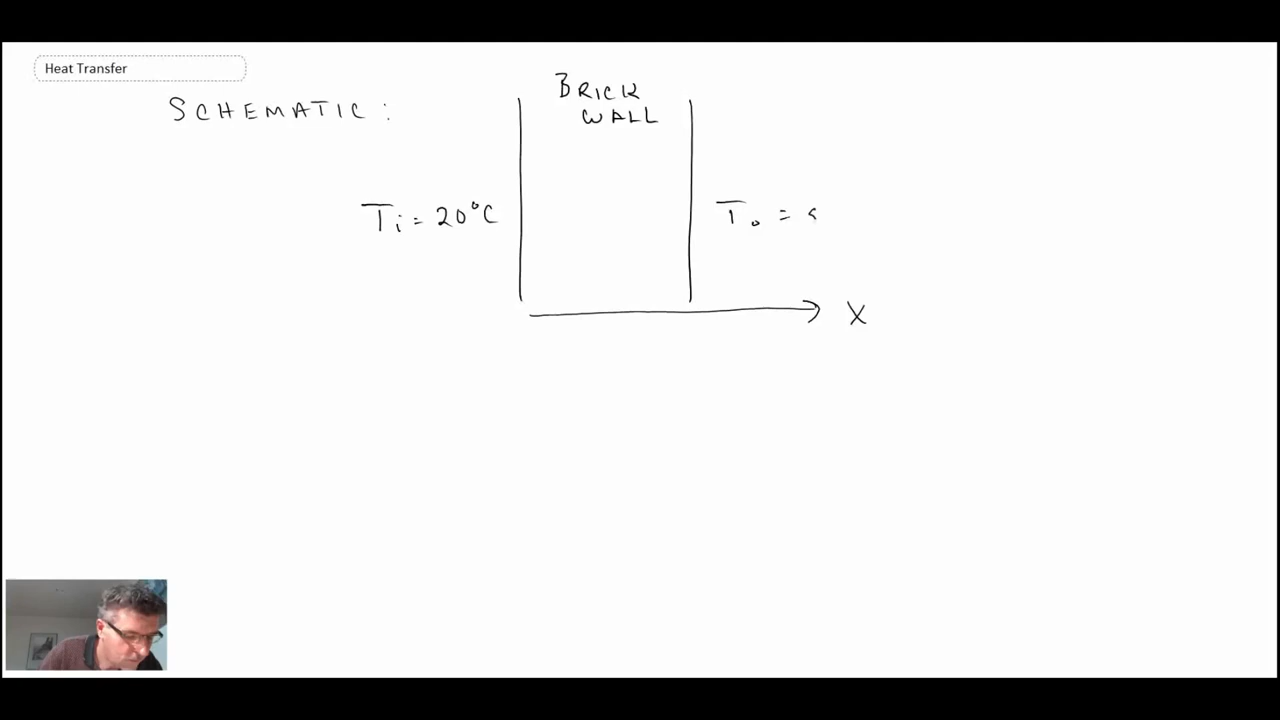 Heat Transfer
SCHEMATIC:
BRICK
WALL
Ti = 20°C
To =
X